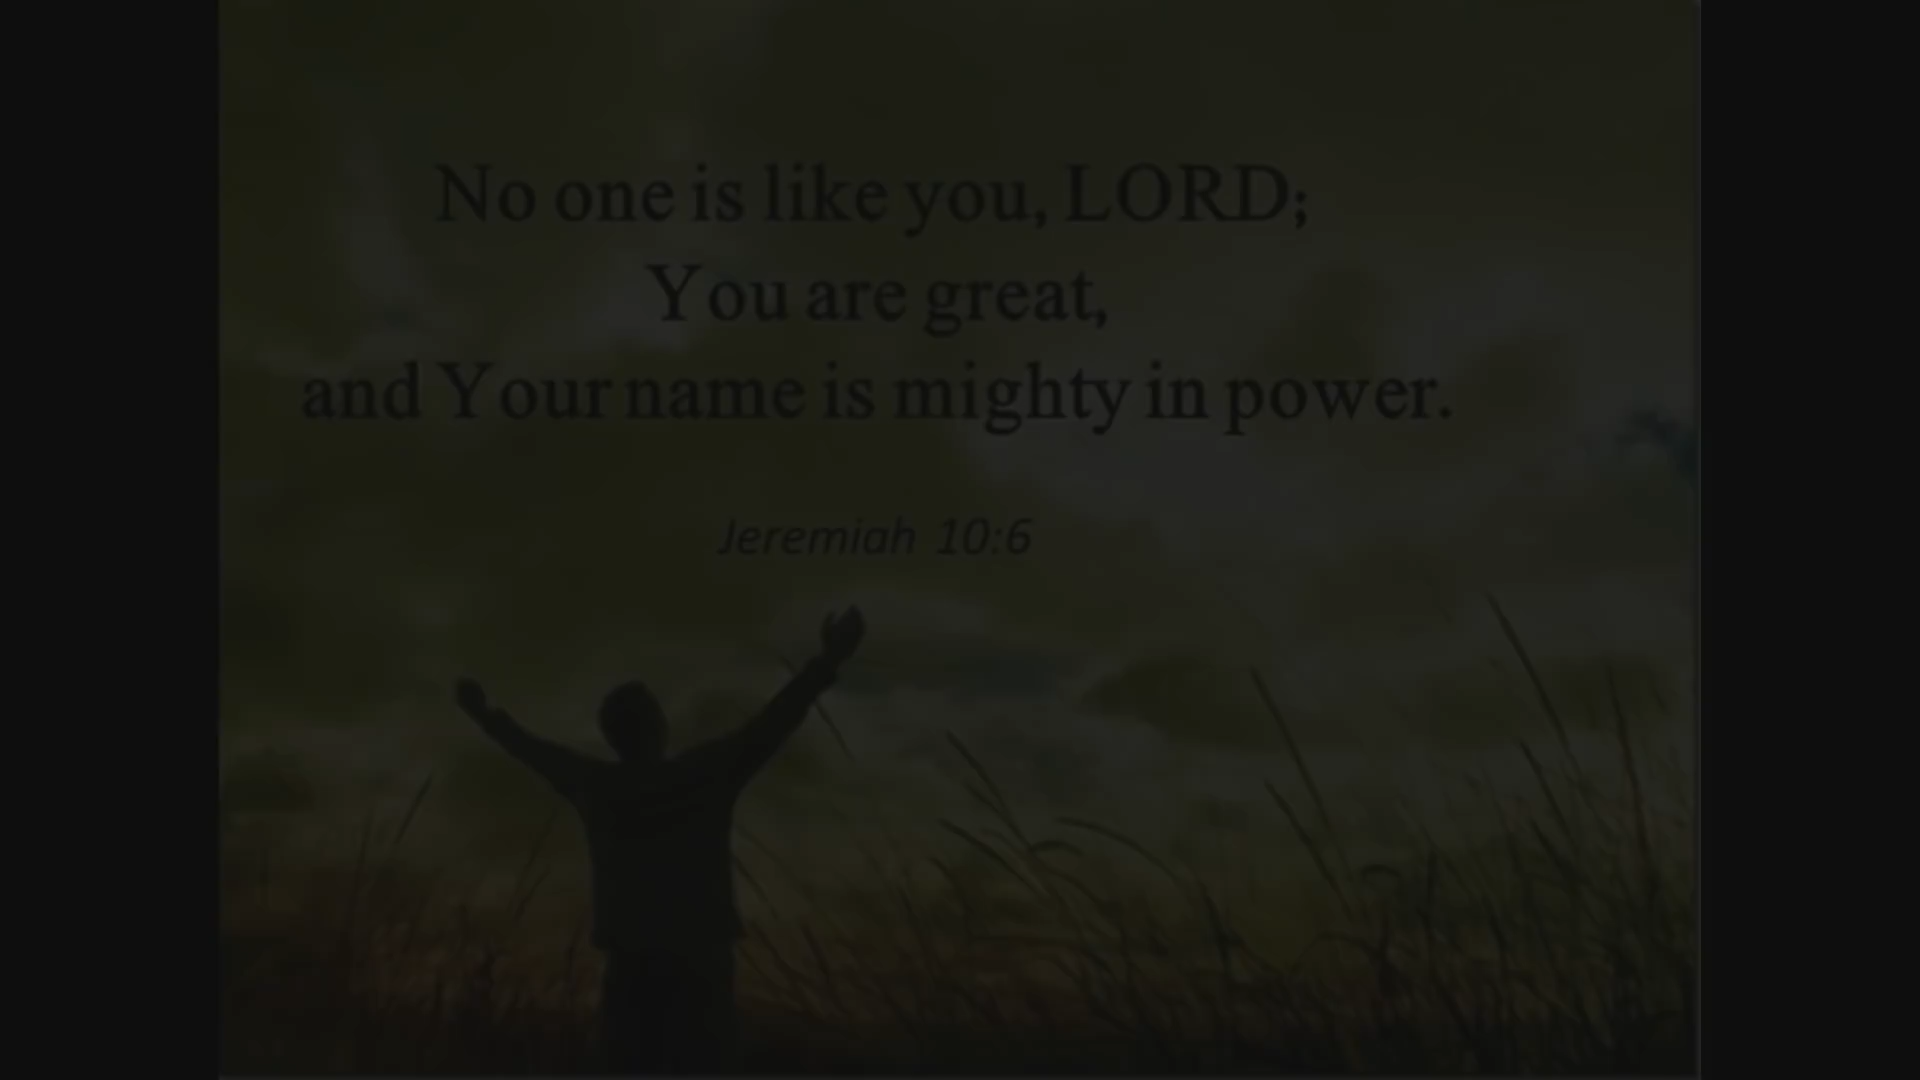 No one is like you, LORD;
You are great,
and Your name is mighty in power.
Jeremiah 10:6